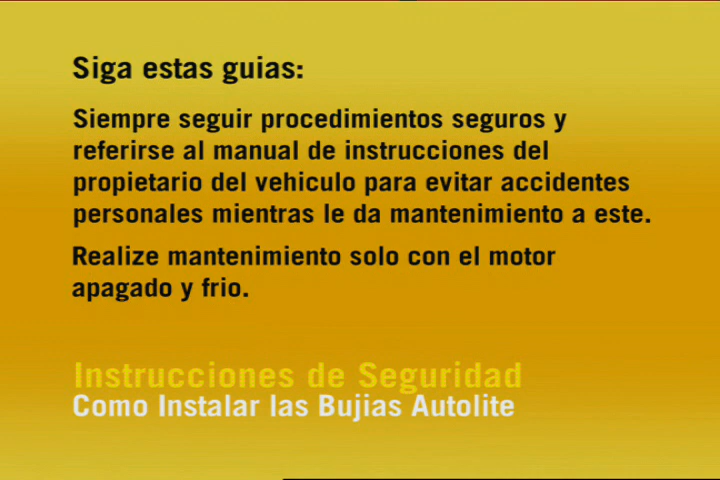 Siga estas guias:
Siempre seguir procedimientos seguros y
referirse al manual de instrucciones del
propietario del vehiculo para evitar accidentes
personales mientras le da mantenimiento a este.
Realize mantenimiento solo con el motor
apagado y frio.
Instrucciones de Seguridad
Como Instalar las Bujias Autolite